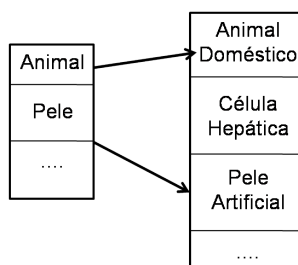 Animal
Pele
....
Animal
Doméstico
Célula
Hepática
Pele
Artificial
....